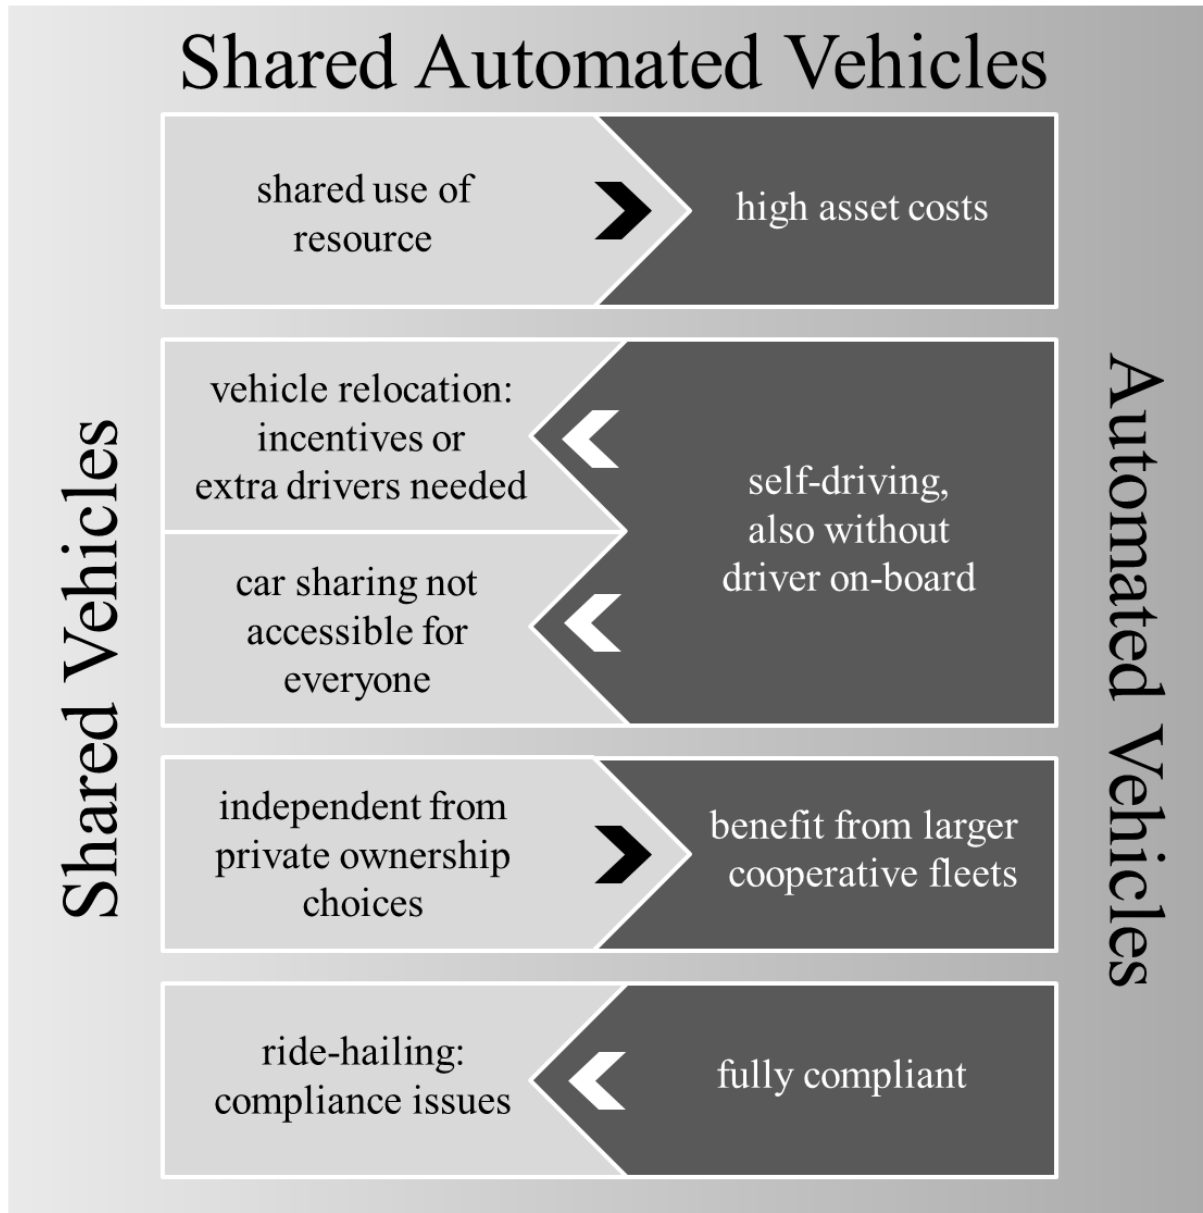 Shared Automated Vehicles
shared use of
resource
high asset costs
vehicle relocation:
incentives or
extra drivers needed
car sharing not
accessible for
everyone
self-driving,
also without
driver on-board
independent from
private ownership
choices
benefit from larger
cooperative fleets
ride-hailing:
compliance issues
fully compliant
Shared Vehicles
Automated Vehicles